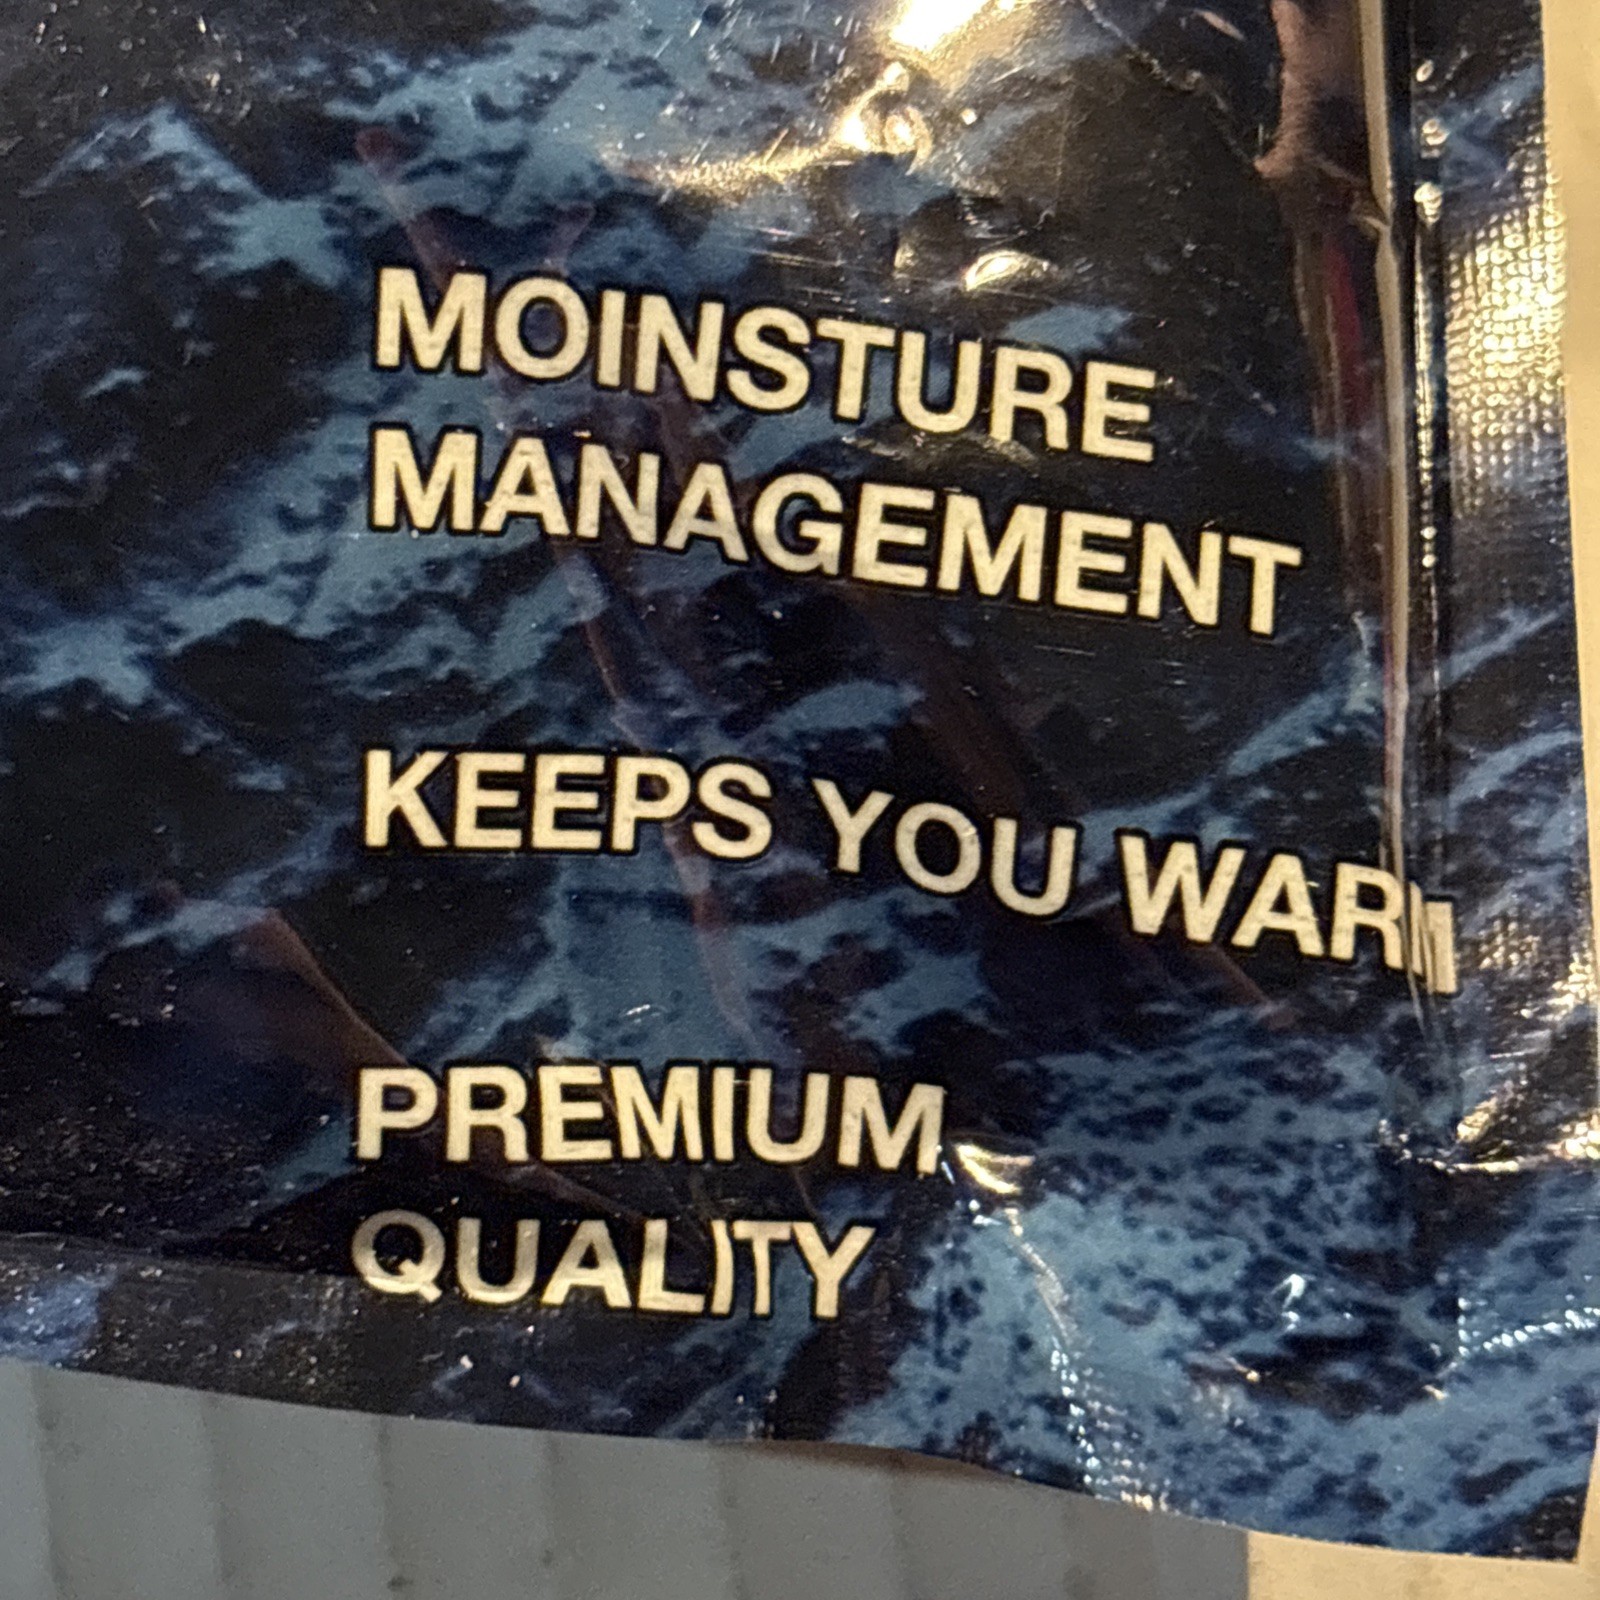 MOINSTURE
MANAGEMENT
KEEPS YOU WARM
PREMIUM
QUALITY